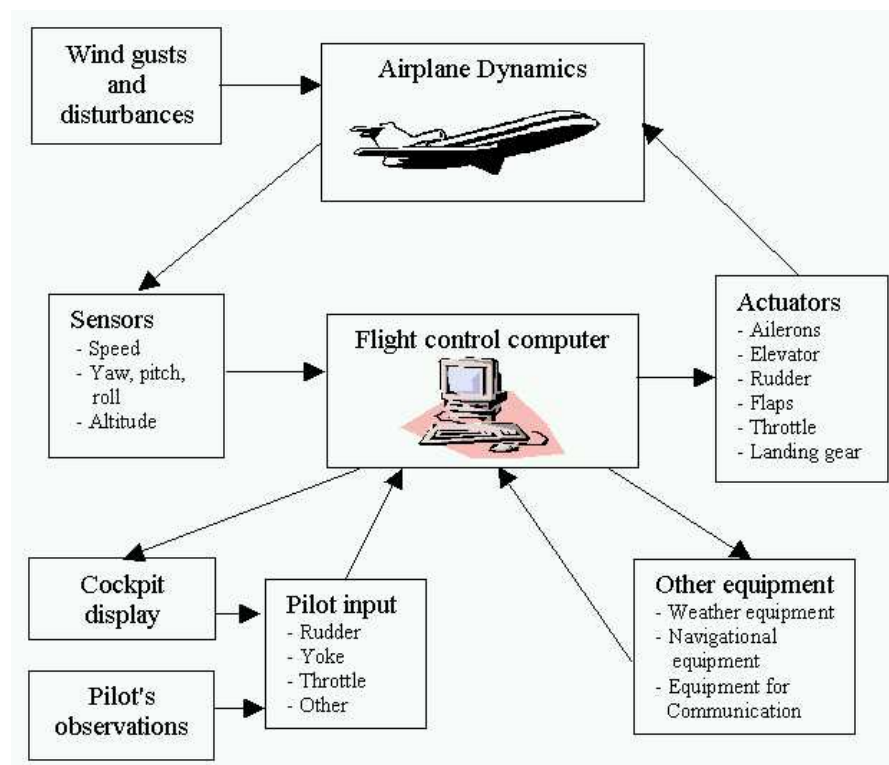 Wind gusts
and
disturbances
Airplane Dynamics
Sensors
- Speed
- Yaw, pitch,
roll
- Altitude
Flight control computer
Actuators
- Ailerons
- Elevator
- Rudder
- Flaps
- Throttle
- Landing gear
Cockpit
display
Pilot input
- Rudder
- Yoke
- Throttle
- Other
Pilot's
observations
Other equipment
- Weather equipment
- Navigational
equipment
- Equipment for
Communication